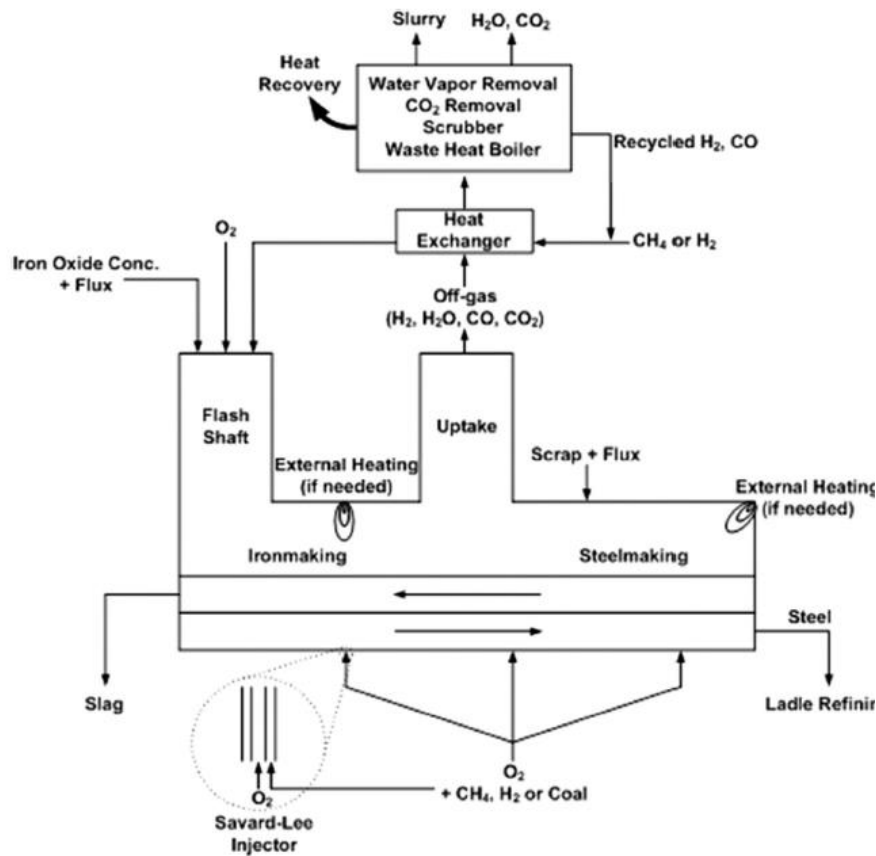 Slurry
H₂O, CO₂
Heat
Recovery
Water Vapor Removal
CO₂ Removal
Scrubber
Waste Heat Boiler
Recycled H₂, CO
O₂
Heat
Exchanger
CH₄ or H₂
Iron Oxide Conc.
+ Flux
Off-gas
(H₂, H₂O, CO, CO₂)
Flash
Shaft
Uptake
External Heating
(if needed)
Scrap + Flux
External Heating
(if needed)
Ironmaking
Steelmaking
Steel
Slag
Ladle Refinin
O₂
+ CH₄, H₂ or Coal
O₂
Savard-Lee
Injector